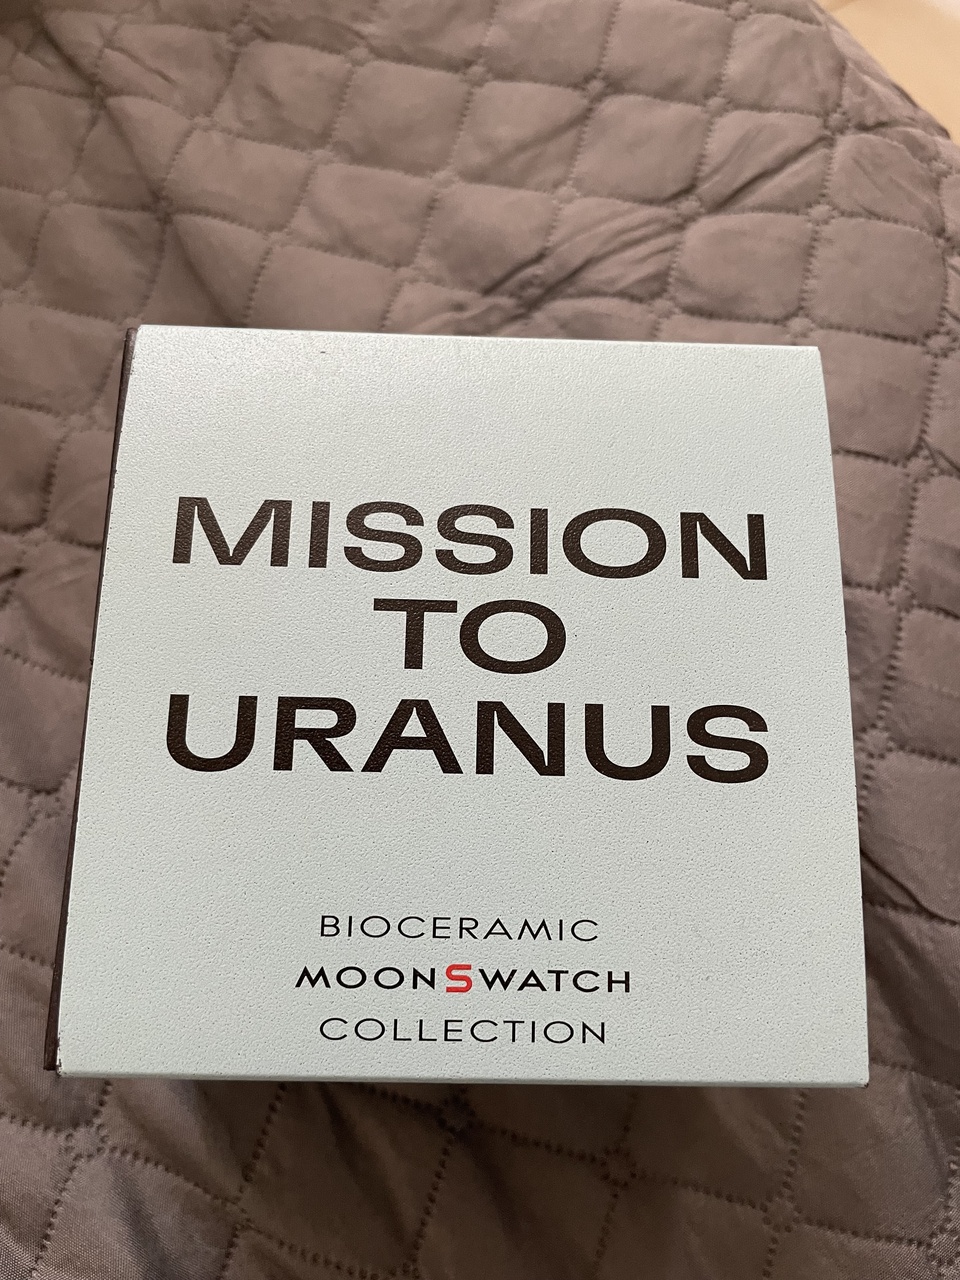 MISSION
TO
URANUS
BIOCERAMIC
MOONSWATCH
COLLECTION